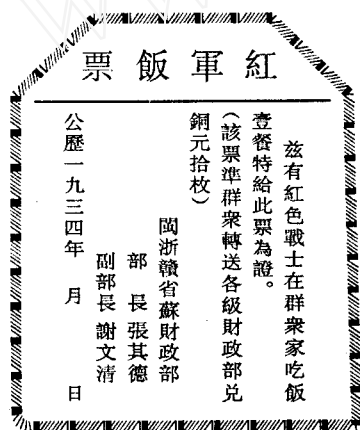 紅軍飯票
茲有紅色戰士在群衆家吃飯
壹餐特給此票為證。
(該票準群衆轉送各級財政部兑
銅元拾枚)
閩浙贛省蘇財政部
部 長 張其德
副部長 謝文清
公歷一九三四年 月 日